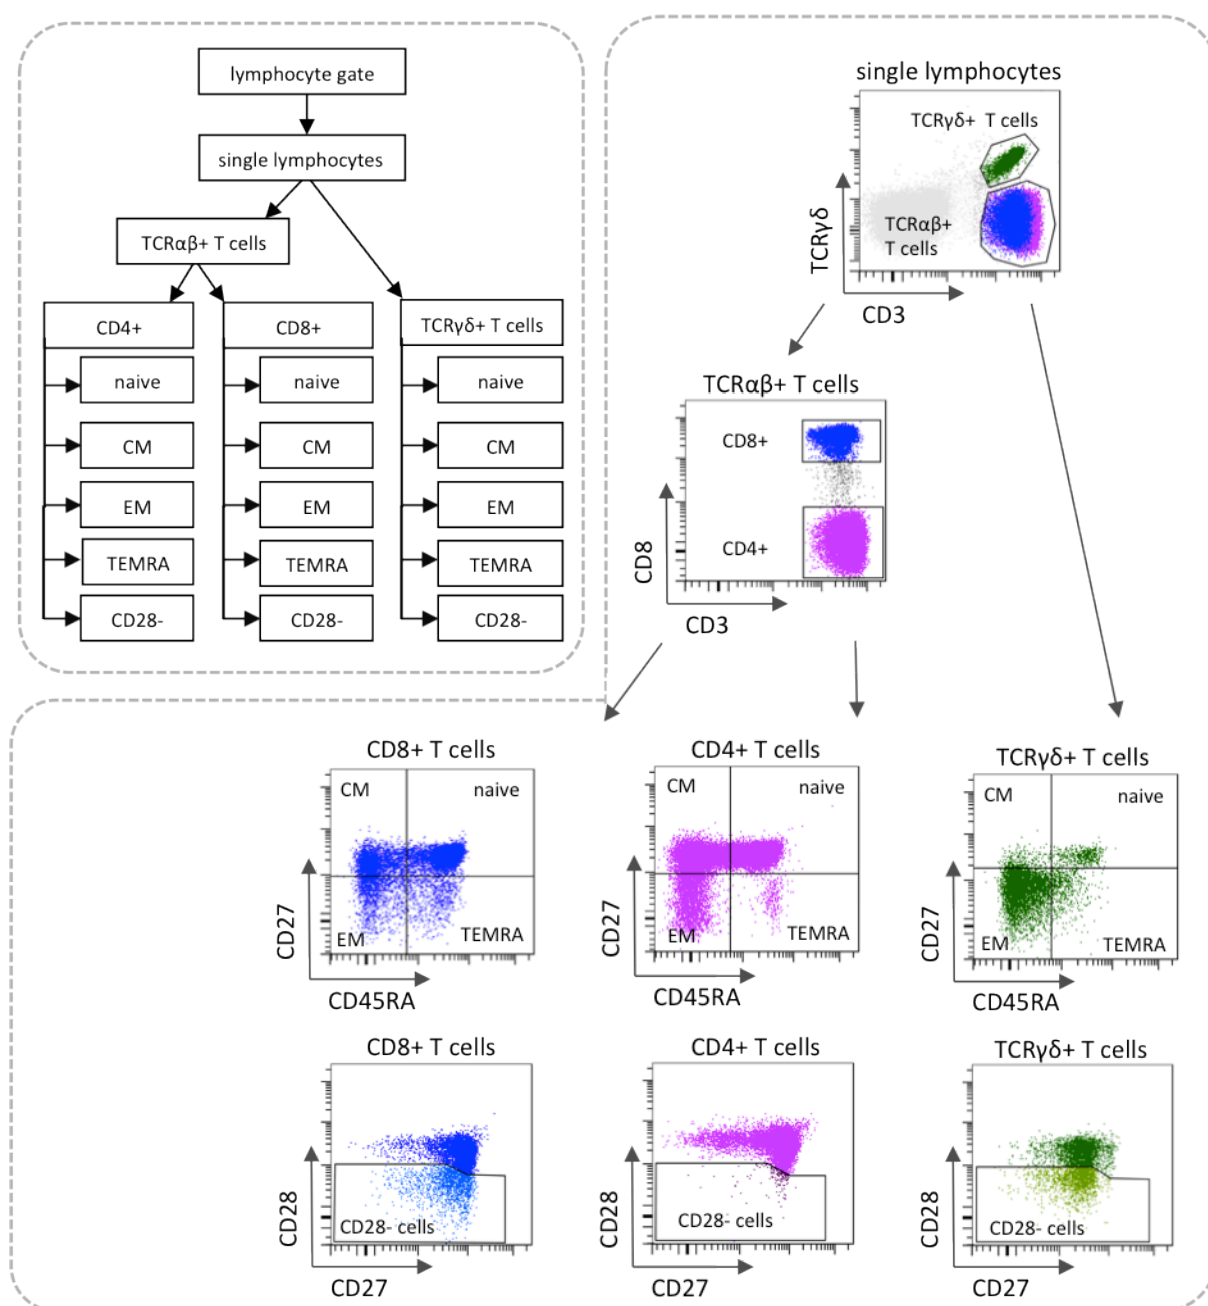 lymphocyte gate
single lymphocytes
TCRαβ+ T cells
CD4+
CD8+
TCRγδ+ T cells
naive
naive
naive
CM
CM
CM
EM
EM
EM
TEMRA
TEMRA
TEMRA
CD28-
CD28-
CD28-
single lymphocytes
TCRγδ+ T cells
TCRαβ+
T cells
TCRγδ
CD3
TCRαβ+ T cells
CD8+
CD4+
CD8
CD3
CD8+ T cells
CM
naive
EM
TEMRA
CD27
CD45RA
CD4+ T cells
CM
naive
EM
TEMRA
CD27
CD45RA
TCRγδ+ T cells
CM
naive
EM
TEMRA
CD27
CD45RA
CD8+ T cells
CD28- cells
CD28
CD27
CD4+ T cells
CD28- cells
CD28
CD27
TCRγδ+ T cells
CD28- cells
CD28
CD27